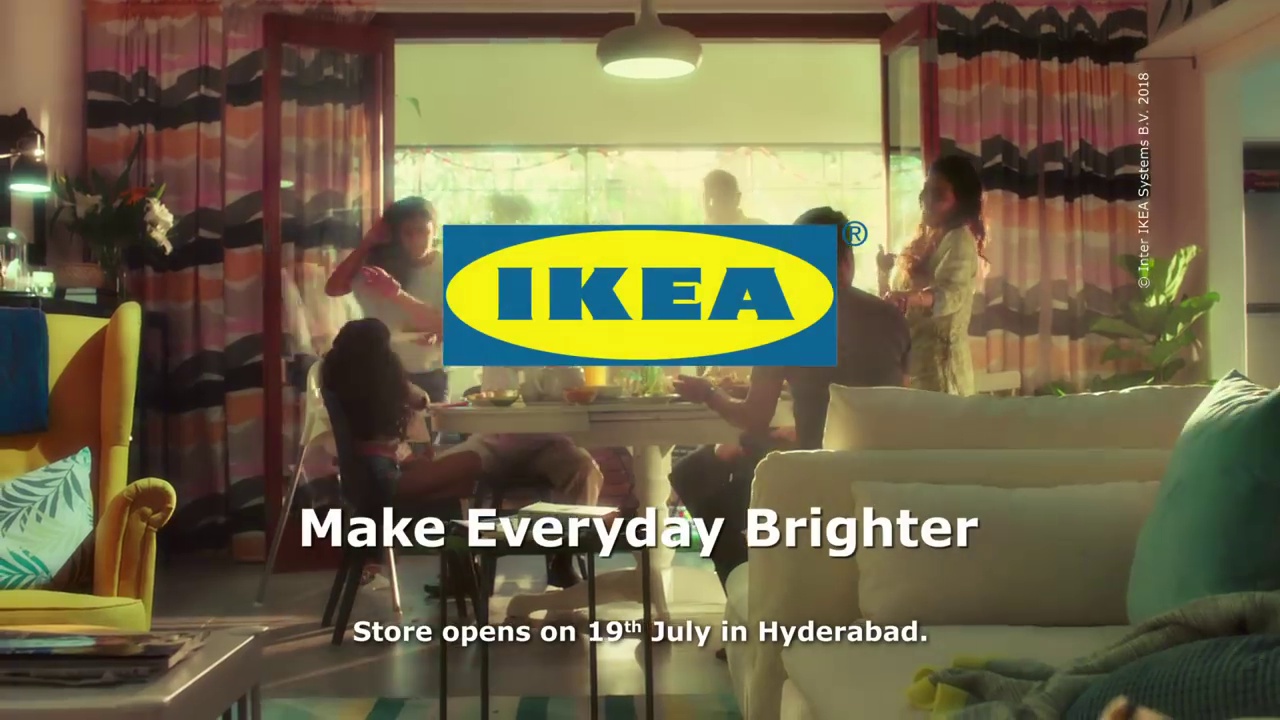 © Inter IKEA Systems B.V. 2018
IKEA®
Make Everyday Brighter
Store opens on 19th July in Hyderabad.